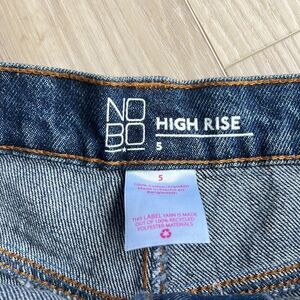 NO
BO
HIGH RISE
5
5
THIS LABEL YARN IS MADE
OUT OF 100% RECYCLED
POLYESTER MATERIALS